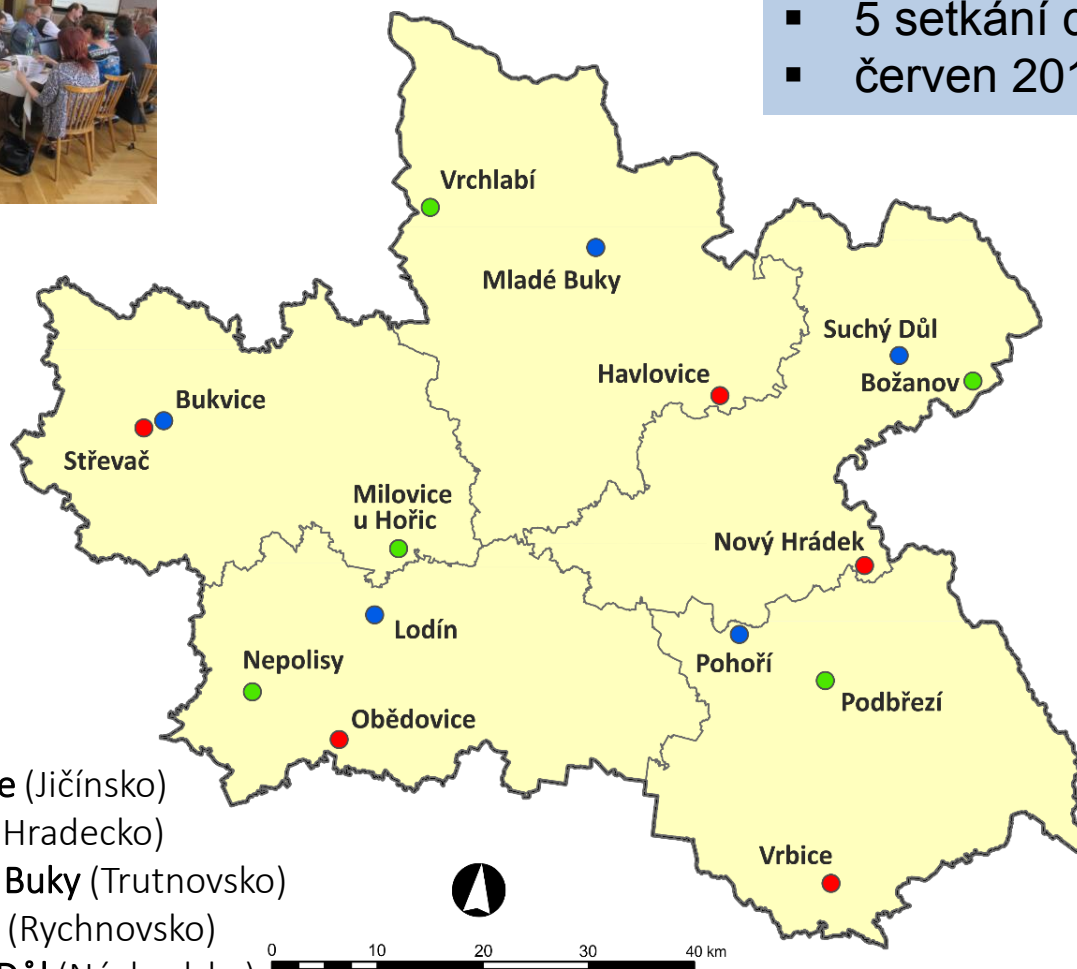 ▪ 5 setkání
▪ červen 201
Vrchlabí
Mladé Buky
Suchý Důl
Havlovice
Božanov
Bukvice
Střevač
Milovice
u Hořic
Nový Hrádek
Lodín
Pohoří
Nepolisy
Podbřezí
Obědovice
(Jičínsko)
Hradecko)
Buky (Trutnovsko)
Vrbice
(Rychnovsko)
0 10 20 30 40 km